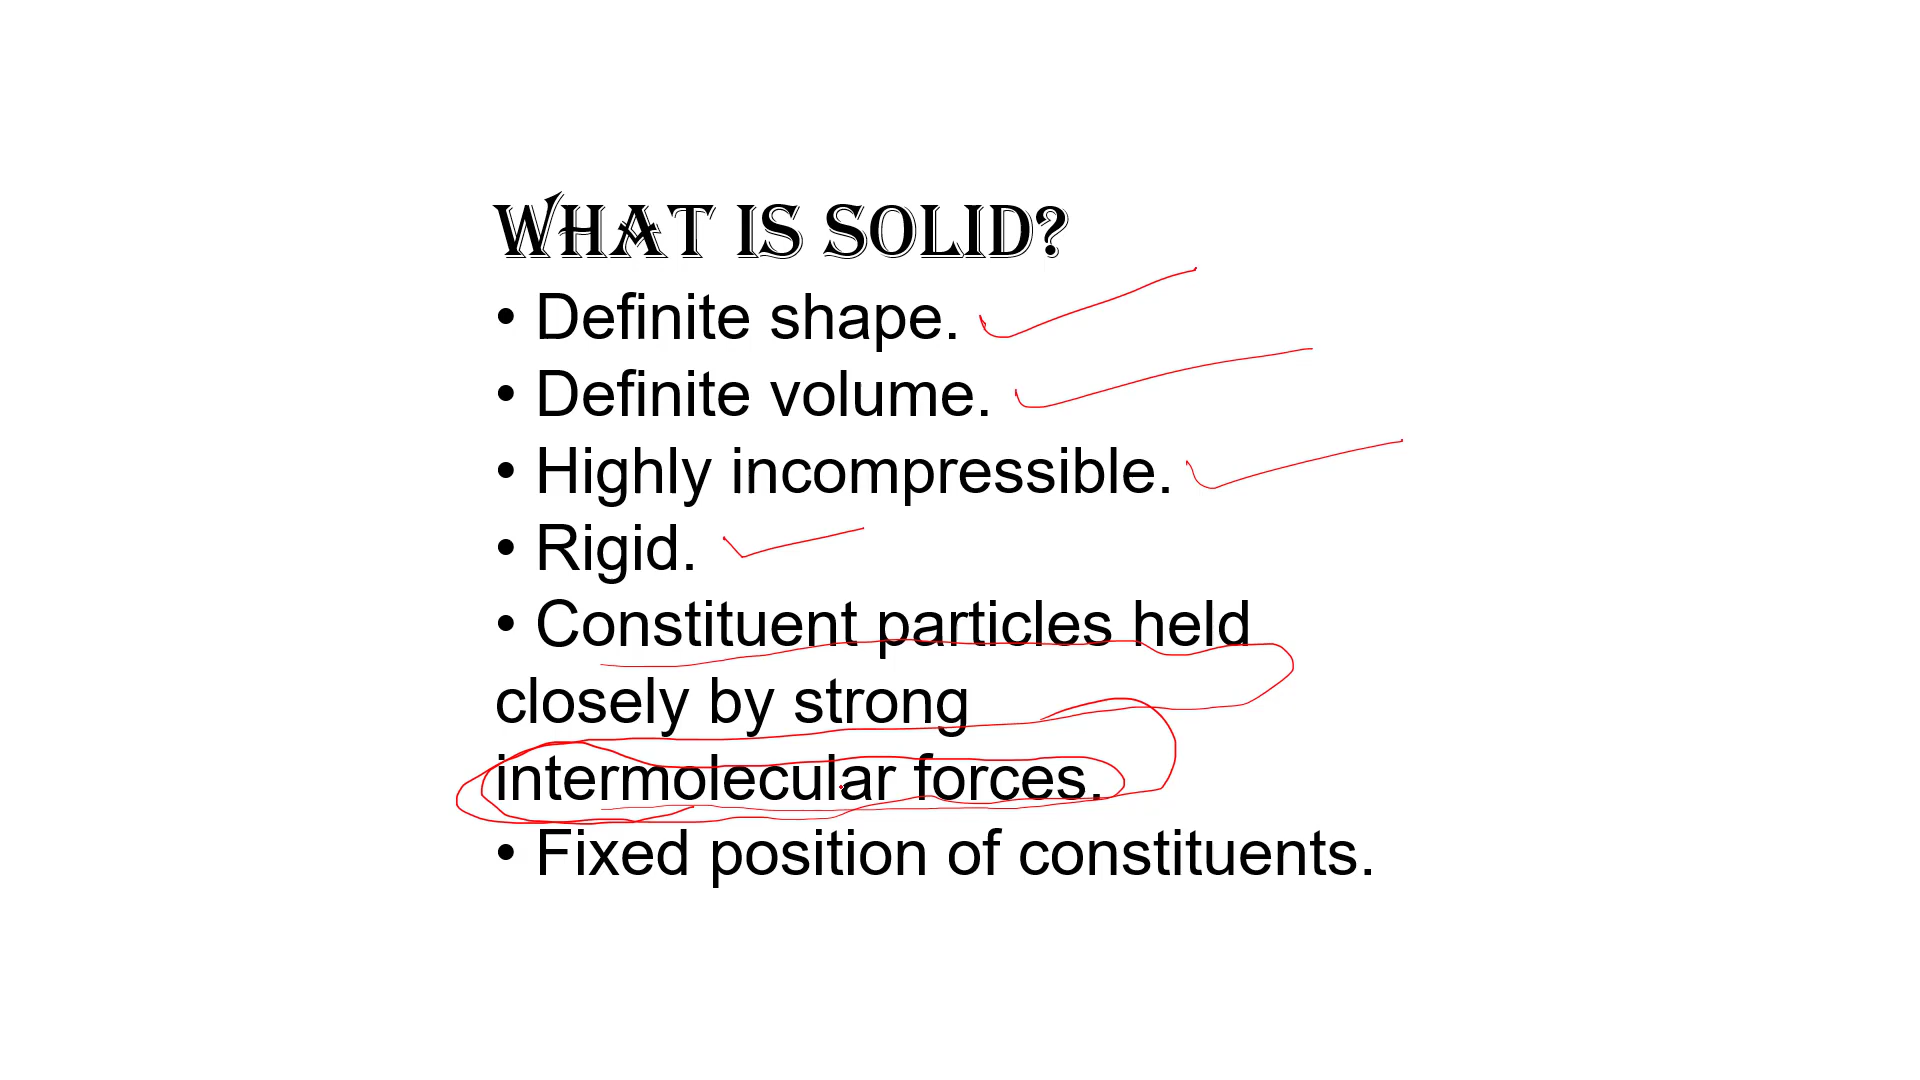 WHAT IS SOLID?
• Definite shape.
• Definite volume.
• Highly incompressible.
• Rigid.
• Constituent particles held
closely by strong
intermolecular forces.
• Fixed position of constituents.